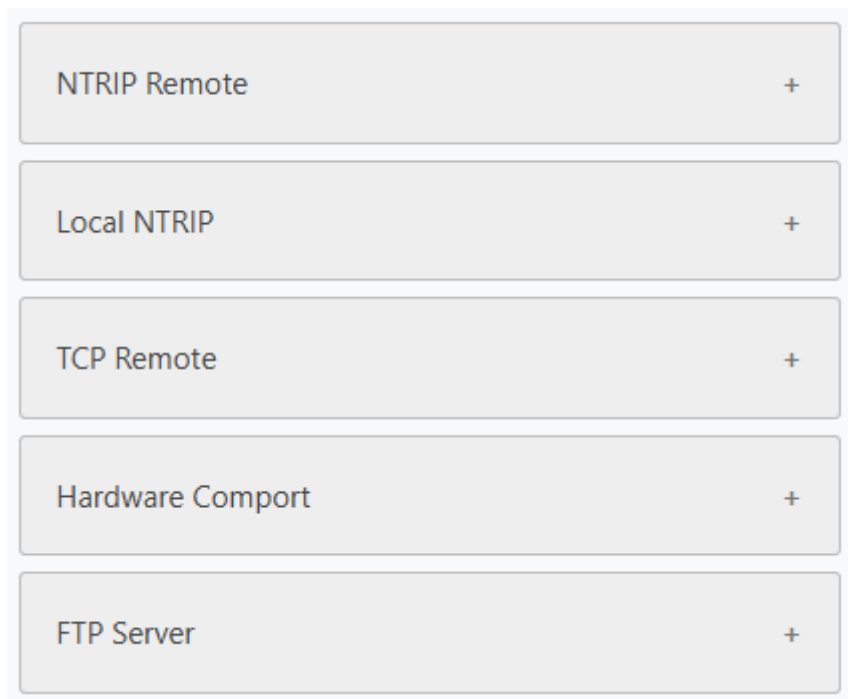 NTRIP Remote +
Local NTRIP +
TCP Remote +
Hardware Comport +
FTP Server +